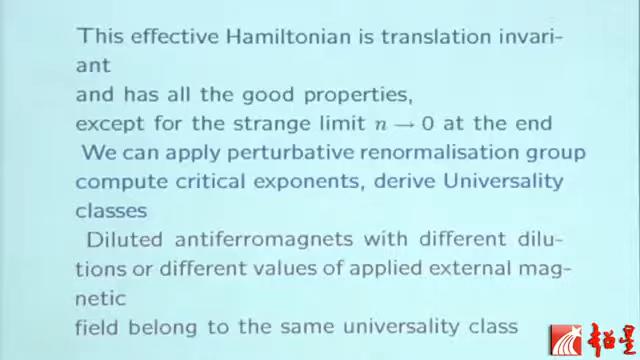 This effective Hamiltonian is translation invari-
ant
and has all the good properties,
except for the strange limit n → 0 at the end
We can apply perturbative renormalisation group
compute critical exponents, derive Universality
classes
Diluted antiferromagnets with different dilu-
tions or different values of applied external mag-
netic
field belong to the same universality class
超星